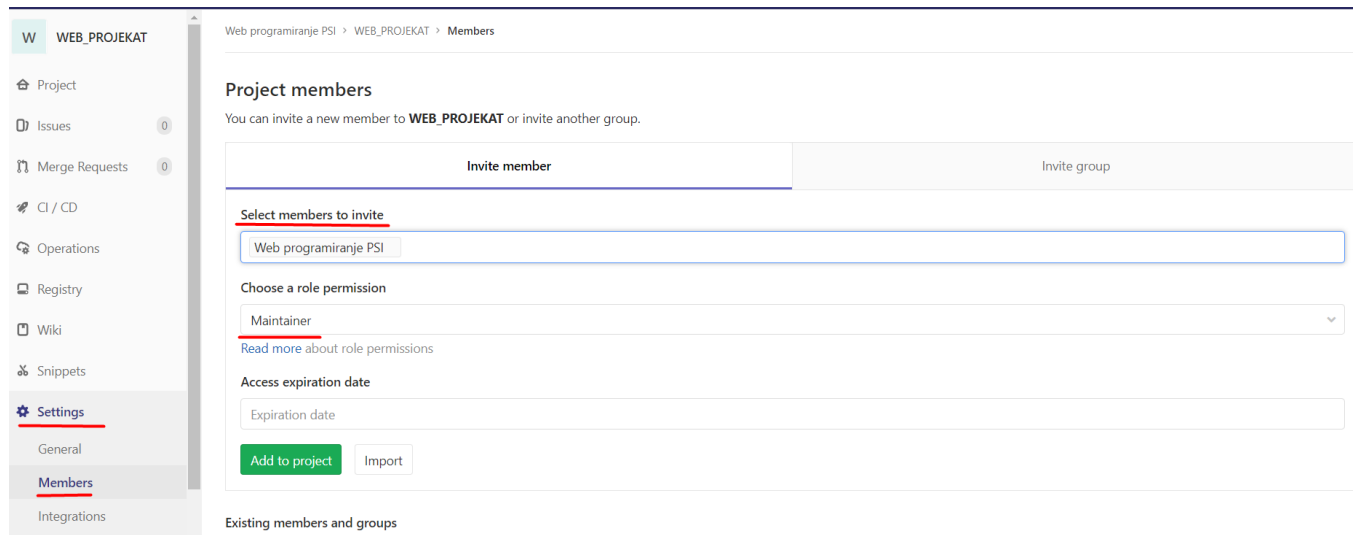 W WEB_PROJEKAT
Project
Issues 0
Merge Requests 0
CI / CD
Operations
Registry
Wiki
Snippets
Settings
General
Members
Integrations
Web programiranje PSI > WEB_PROJEKAT > Members
Project members
You can invite a new member to WEB_PROJEKAT or invite another group.
Invite member
Invite group
Select members to invite
Web programiranje PSI
Choose a role permission
Maintainer
Read more about role permissions
Access expiration date
Expiration date
Add to project
Import
Existing members and groups